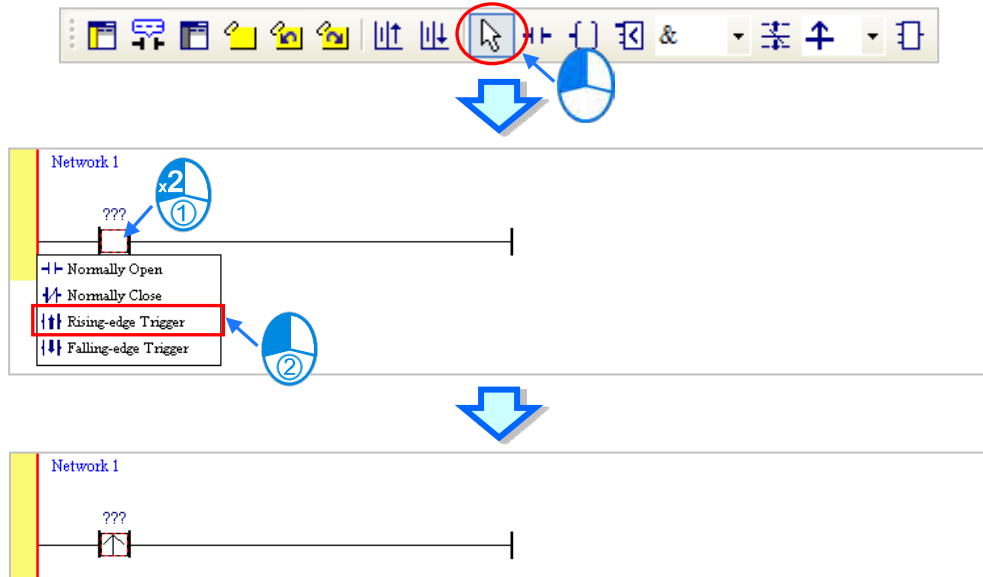 &
Network 1
x2
①
???
Normally Open
Normally Close
Rising-edge Trigger
Falling-edge Trigger
②
Network 1
???